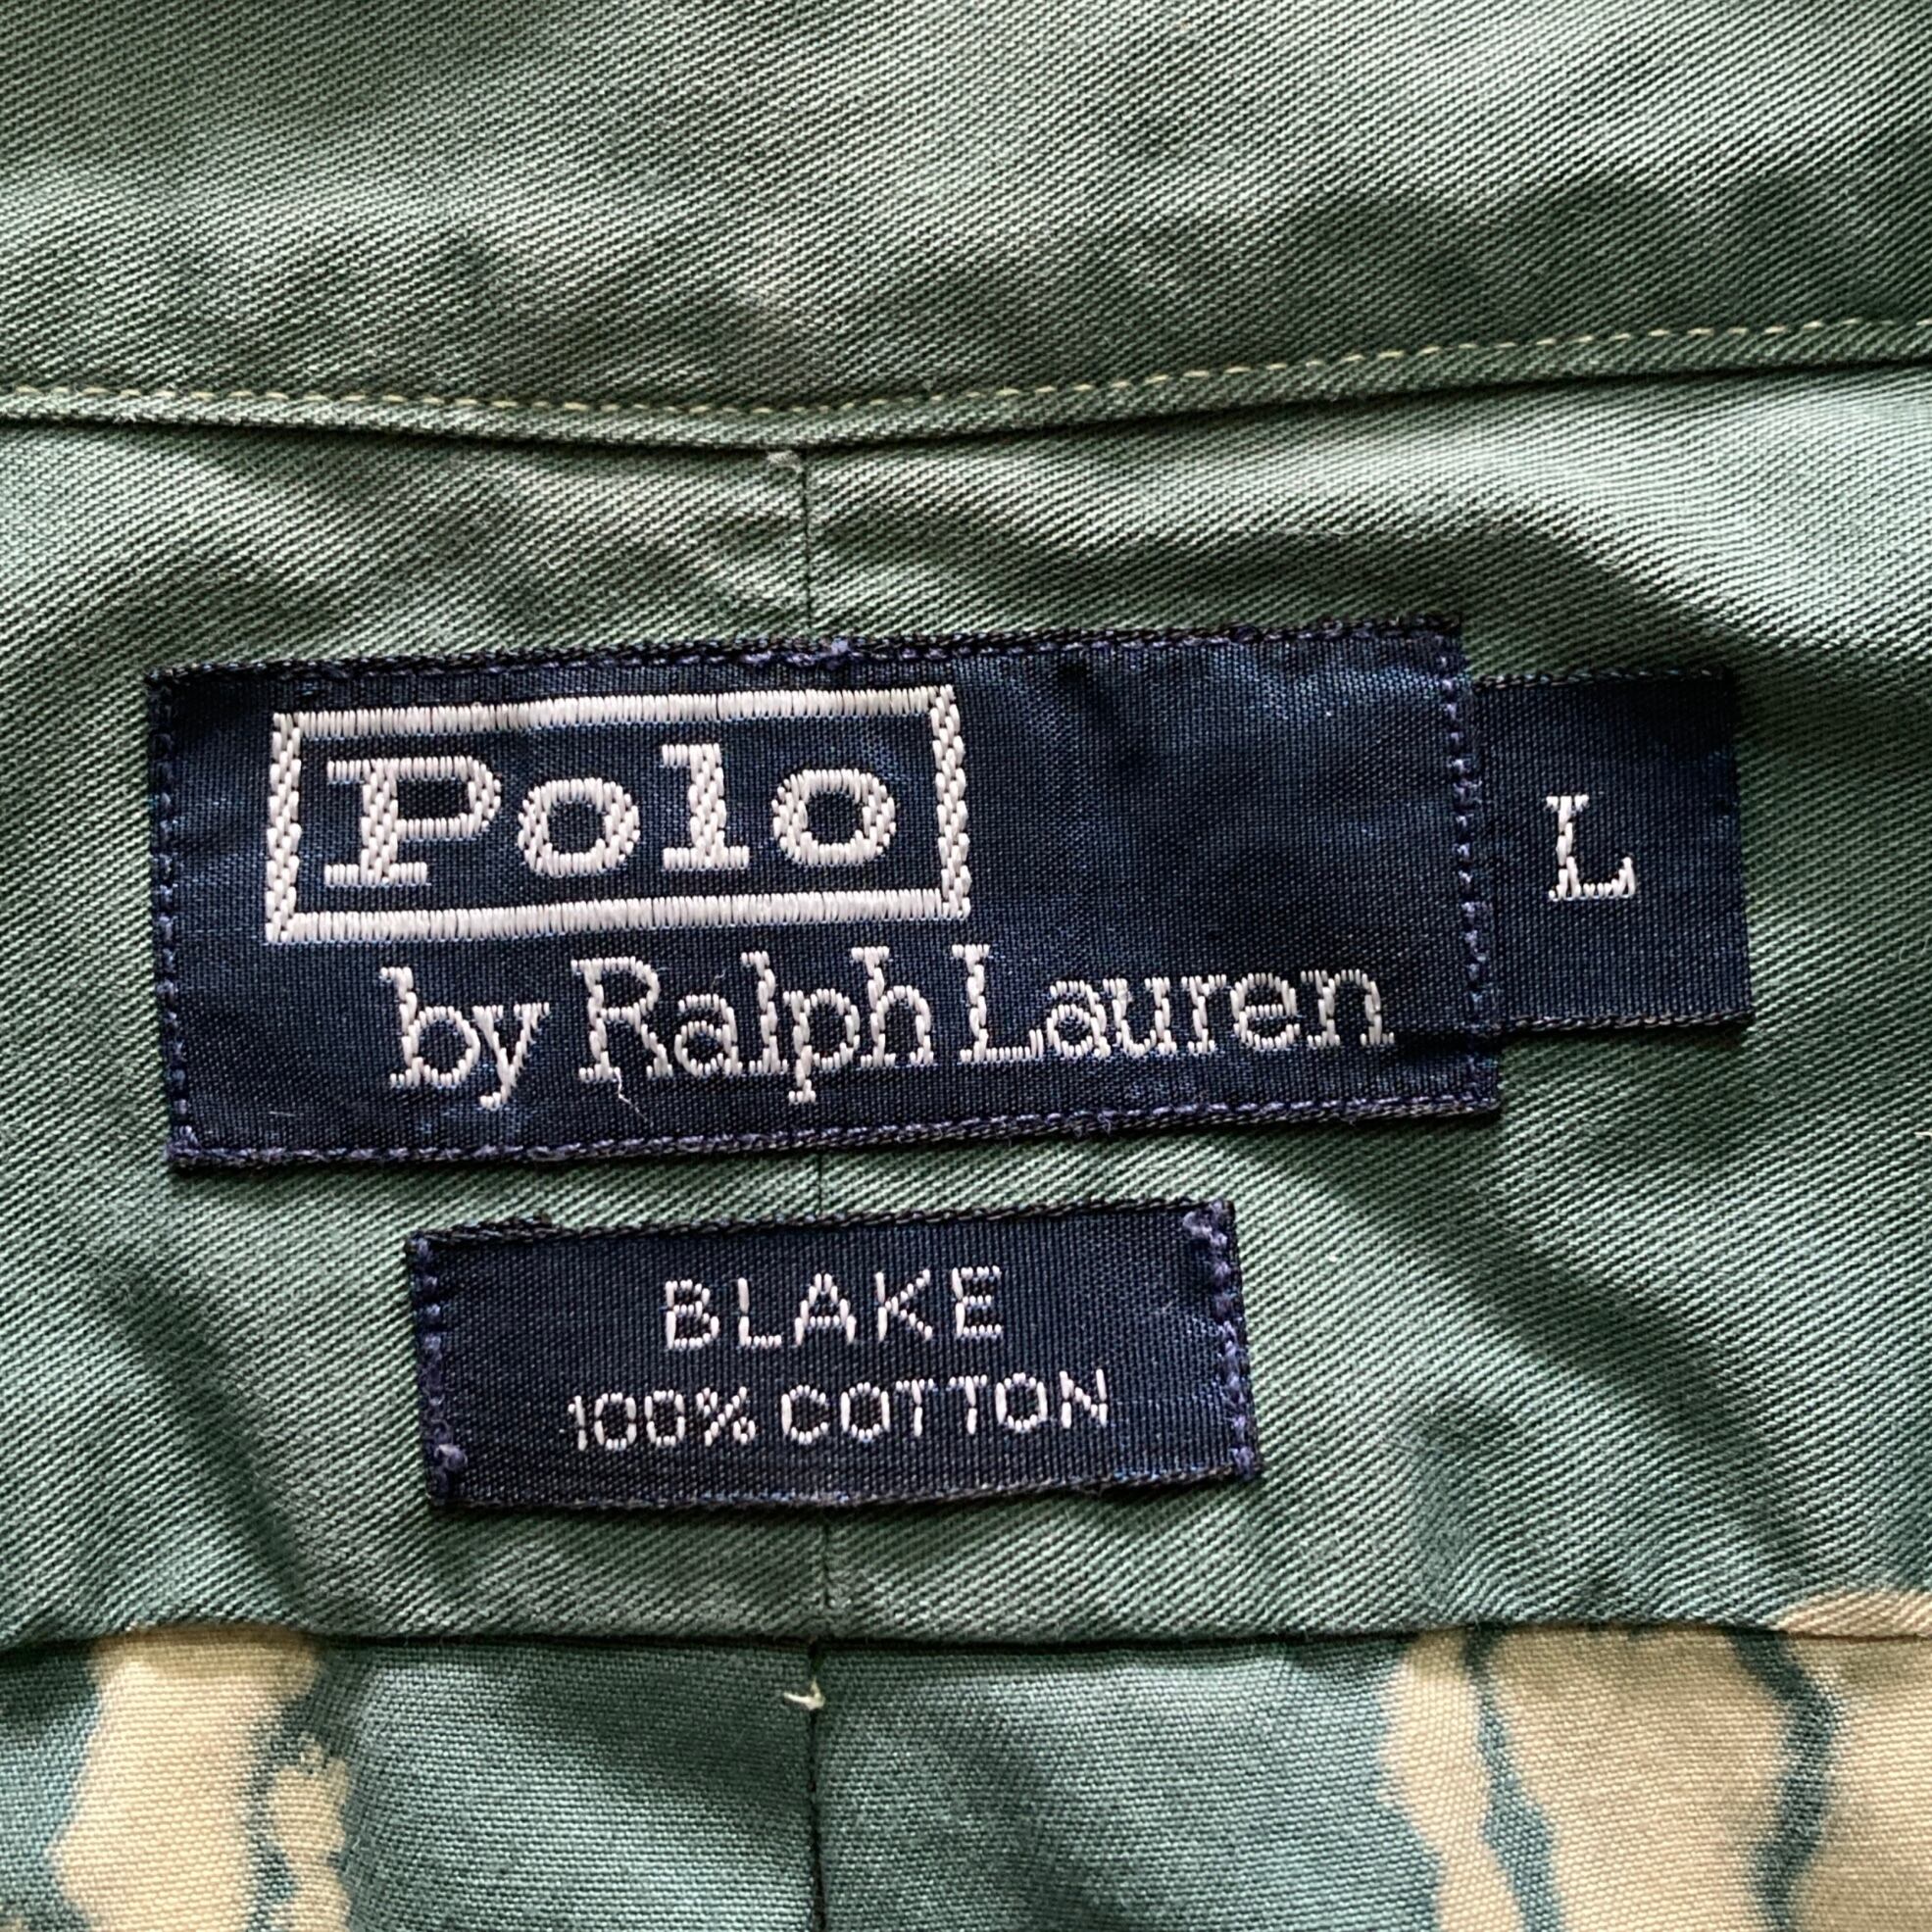 Polo
by Ralph Lauren
L
BLAKE
100% COTTON